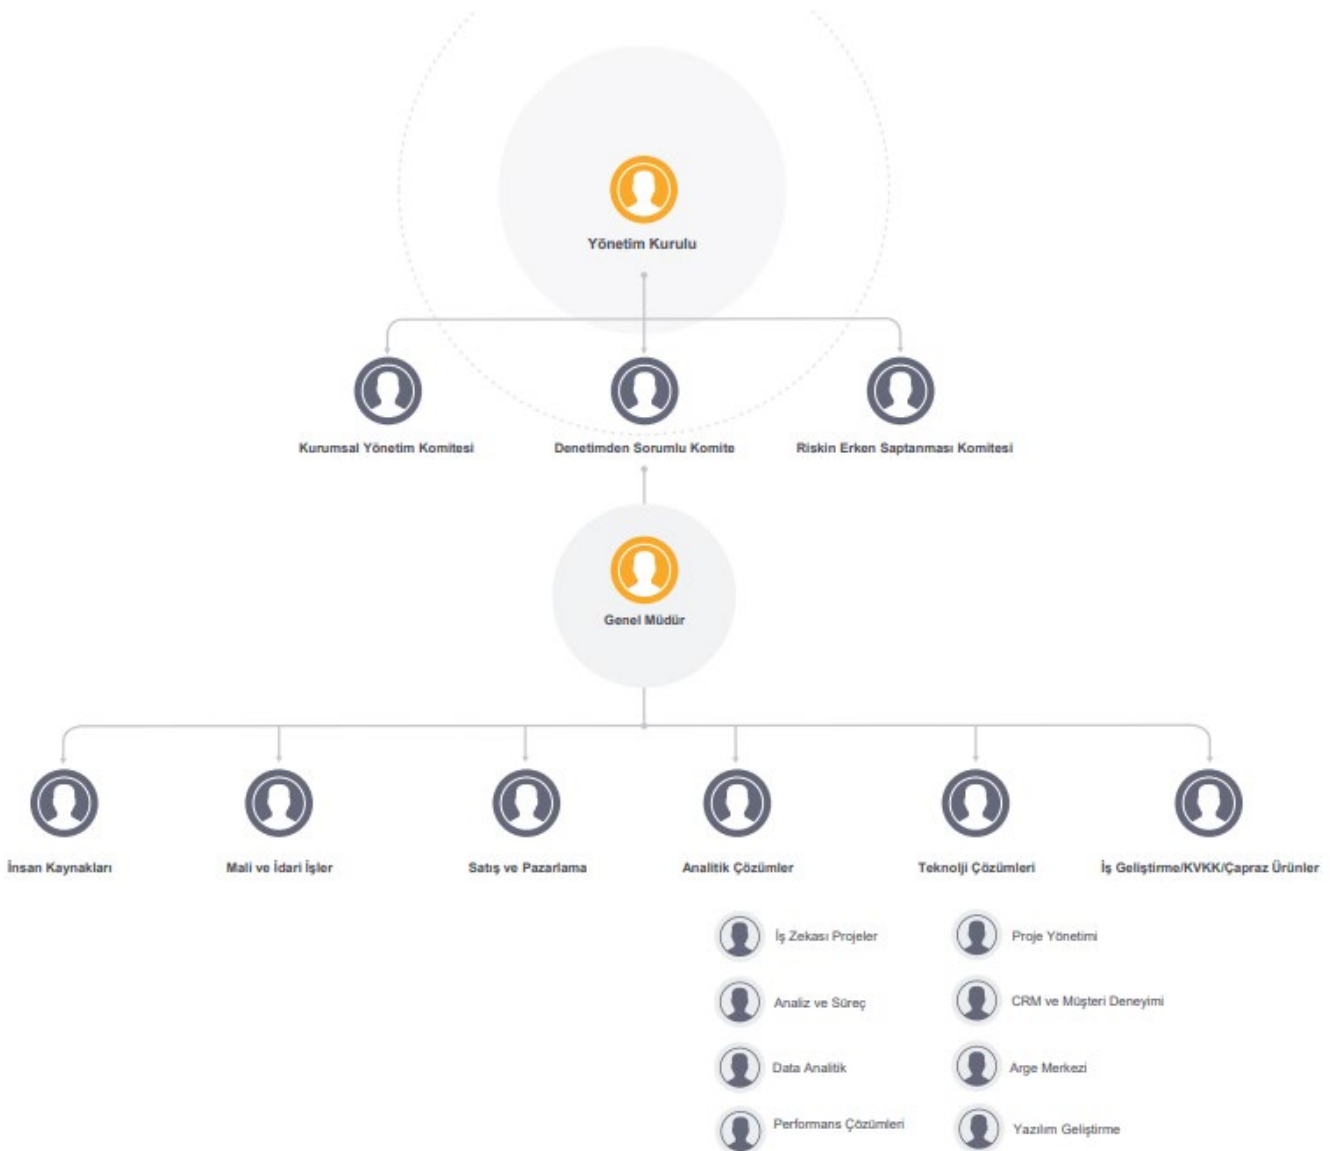 Yönetim Kurulu
Kurumsal Yönetim Komitesi
Denetimden Sorumlu Komite
Riskin Erken Saptanması Komitesi
Genel Müdür
İnsan Kaynakları
Mali ve İdari İşler
Satış ve Pazarlama
Analitik Çözümler
Teknolji Çözümleri
İş Geliştirme/KVKK/Çapraz Ürünler
İş Zekası Projeler
Proje Yönetimi
Analiz ve Süreç
CRM ve Müşteri Deneyimi
Data Analitik
Arge Merkezi
Performans Çözümleri
Yazılım Geliştirme